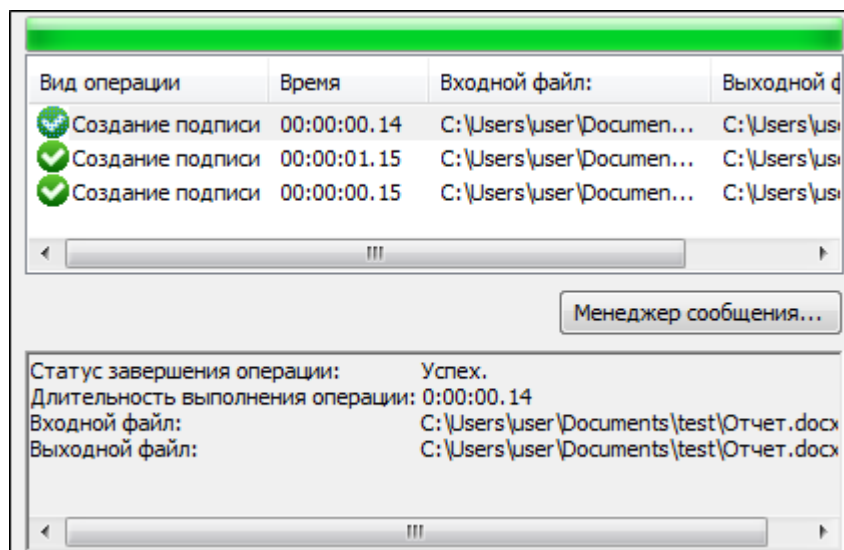 Вид операции Время Входной файл: Выходной ф
Создание подписи 00:00:00.14 C:\Users\user\Documen... C:\Users\use
Создание подписи 00:00:01.15 C:\Users\user\Documen... C:\Users\use
Создание подписи 00:00:00.15 C:\Users\user\Documen... C:\Users\use
Менеджер сообщения...
Статус завершения операции: Успех.
Длительность выполнения операции: 0:00:00.14
Входной файл: C:\Users\user\Documents\test\Отчет.docx
Выходной файл: C:\Users\user\Documents\test\Отчет.docx